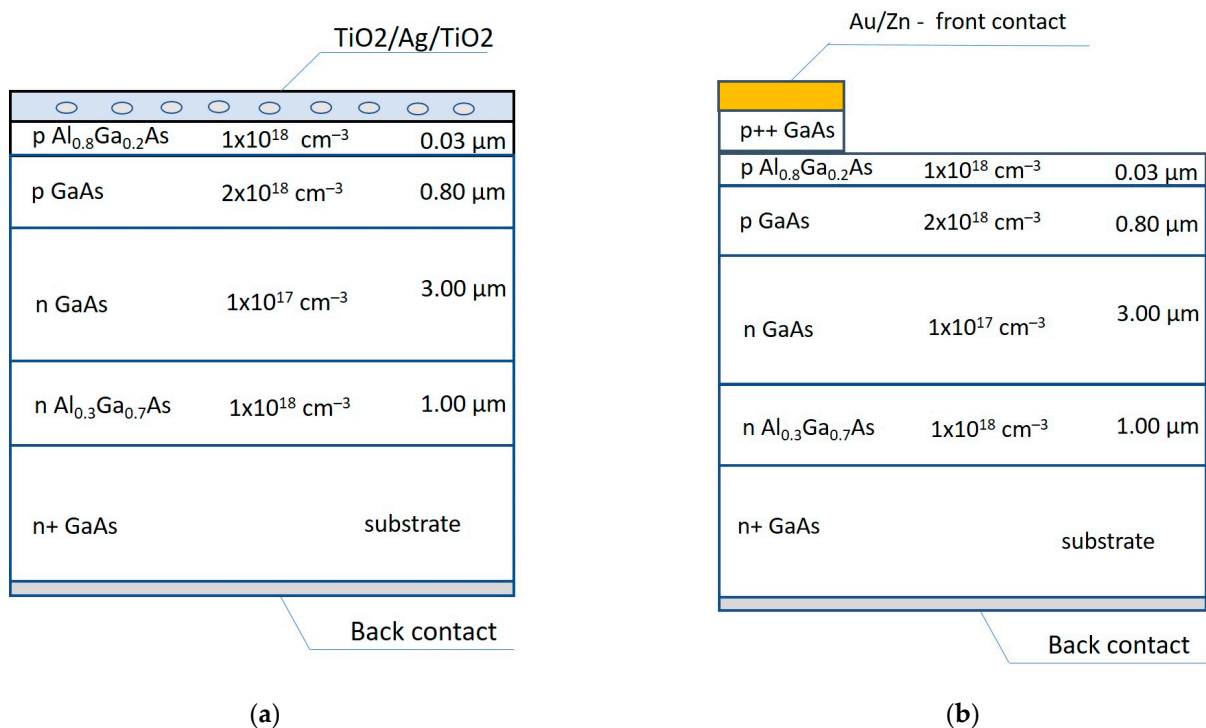 TiO2/Ag/TiO2
p Al0.8Ga0.2As 1x10^18 cm^–3 0.03 µm
p GaAs 2x10^18 cm^–3 0.80 µm
n GaAs 1x10^17 cm^–3 3.00 µm
n Al0.3Ga0.7As 1x10^18 cm^–3 1.00 µm
n+ GaAs substrate
Back contact
(a)
Au/Zn - front contact
p++ GaAs
p Al0.8Ga0.2As 1x10^18 cm^–3 0.03 µm
p GaAs 2x10^18 cm^–3 0.80 µm
n GaAs 1x10^17 cm^–3 3.00 µm
n Al0.3Ga0.7As 1x10^18 cm^–3 1.00 µm
n+ GaAs substrate
Back contact
(b)